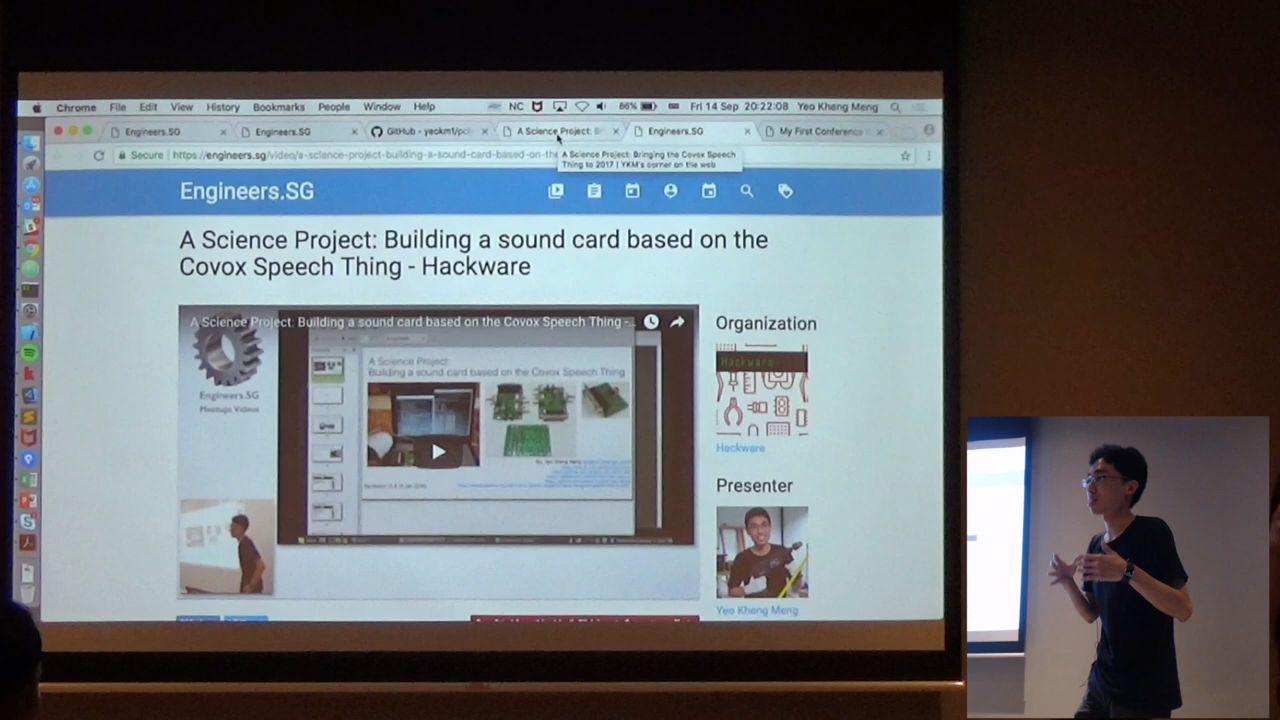 Chrome File Edit View History Bookmarks People Window Help NC 86% Fri 14 Sep 20:22:08 Yeo Kheng Meng
Engineers.SG Engineers.SG GitHub - yeokm1/pc A Science Project: Engineers.SG My First Conference
Secure https://engineers.sg/video/a-science-project-building-a-sound-card-based-on-the
A Science Project: Bringing the Covox Speech
Thing to 2017 | YKM's corner on the web
Engineers.SG
A Science Project: Building a sound card based on the
Covox Speech Thing - Hackware
A Science Project: Building a sound card based on the Covox Speech Thing -...
Engineers.SG
Meetups Videos
A Science Project:
Building a sound card based on the Covox Speech Thing
Organization
Hackware
Hackware
Presenter
Yeo Kheng Meng